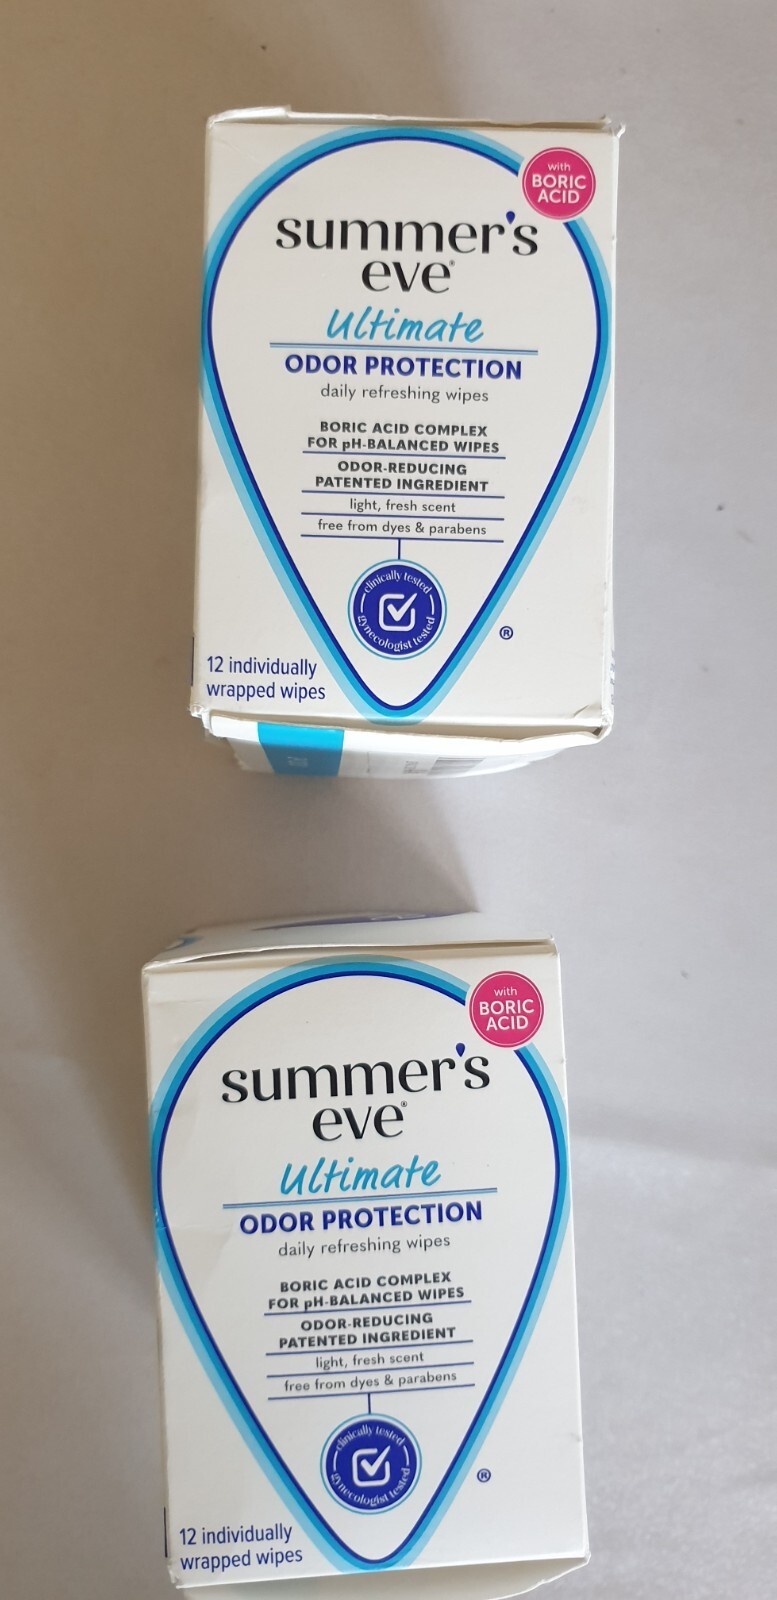 with
BORIC
ACID
summer's
eve®
Ultimate
ODOR PROTECTION
daily refreshing wipes
BORIC ACID COMPLEX
FOR pH-BALANCED WIPES
ODOR-REDUCING
PATENTED INGREDIENT
light, fresh scent
free from dyes & parabens
clinically tested
gynecologist tested
®
12 individually
wrapped wipes
with
BORIC
ACID
summer's
eve®
Ultimate
ODOR PROTECTION
daily refreshing wipes
BORIC ACID COMPLEX
FOR pH-BALANCED WIPES
ODOR-REDUCING
PATENTED INGREDIENT
light, fresh scent
free from dyes & parabens
clinically tested
gynecologist tested
®
12 individually
wrapped wipes